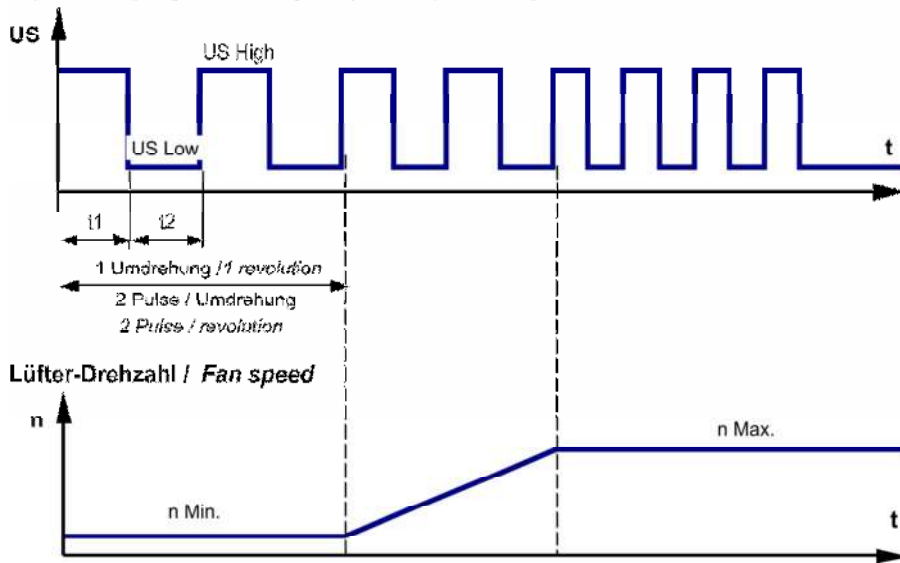 US
US High
US Low
t
t1
t2
1 Umdrehung / 1 revolution
2 Pulse / Umdrehung
2 Pulse / revolution
Lüfter-Drehzahl / Fan speed
n
n Max.
n Min.
t